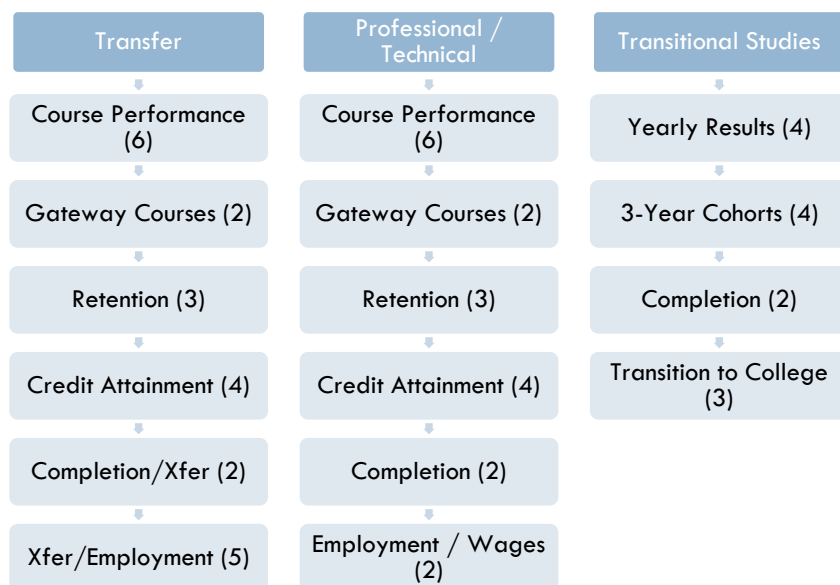 Transfer
Course Performance
(6)
Gateway Courses (2)
Retention (3)
Credit Attainment (4)
Completion/Xfer (2)
Xfer/Employment (5)
Professional /
Technical
Course Performance
(6)
Gateway Courses (2)
Retention (3)
Credit Attainment (4)
Completion (2)
Employment / Wages
(2)
Transitional Studies
Yearly Results (4)
3-Year Cohorts (4)
Completion (2)
Transition to College
(3)